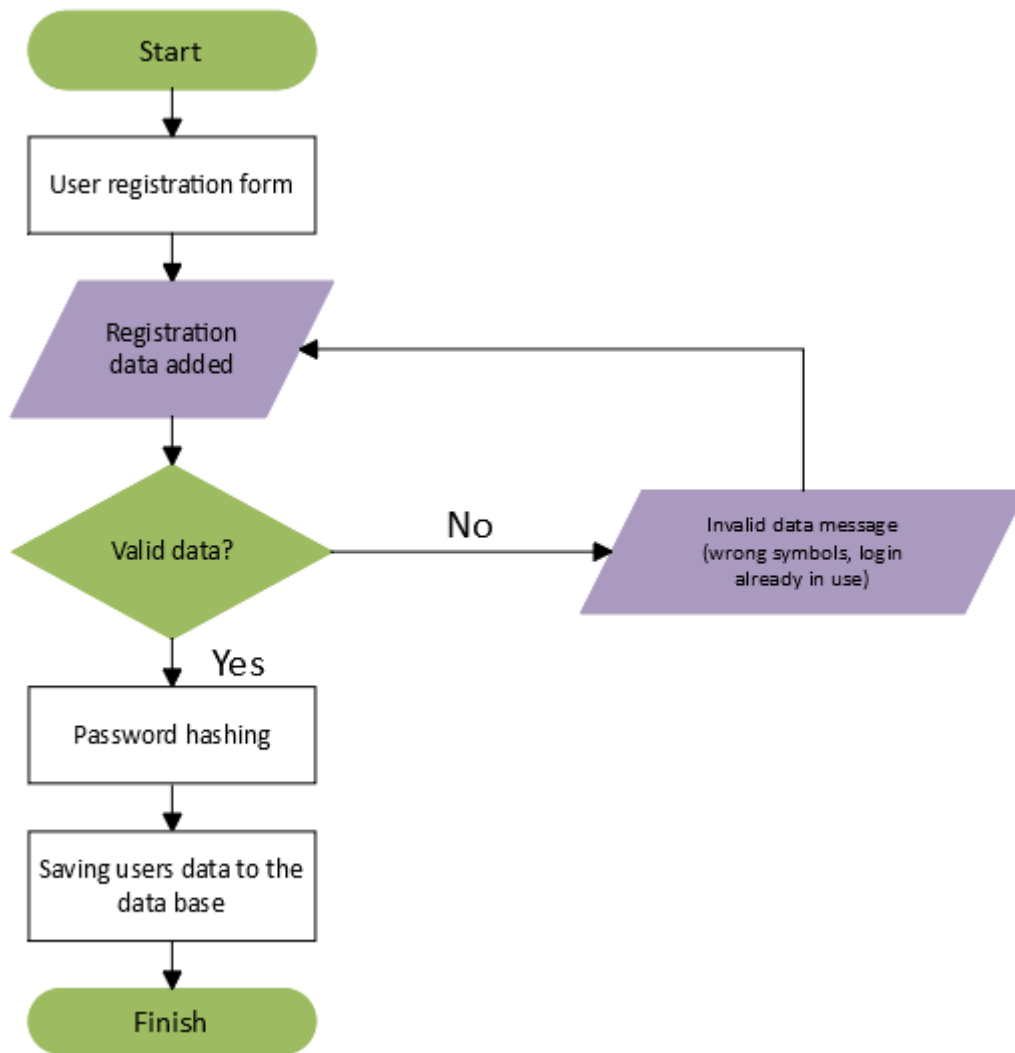 Start
User registration form
Registration
data added
Valid data?
No
Invalid data message
(wrong symbols, login
already in use)
Yes
Password hashing
Saving users data to the
data base
Finish